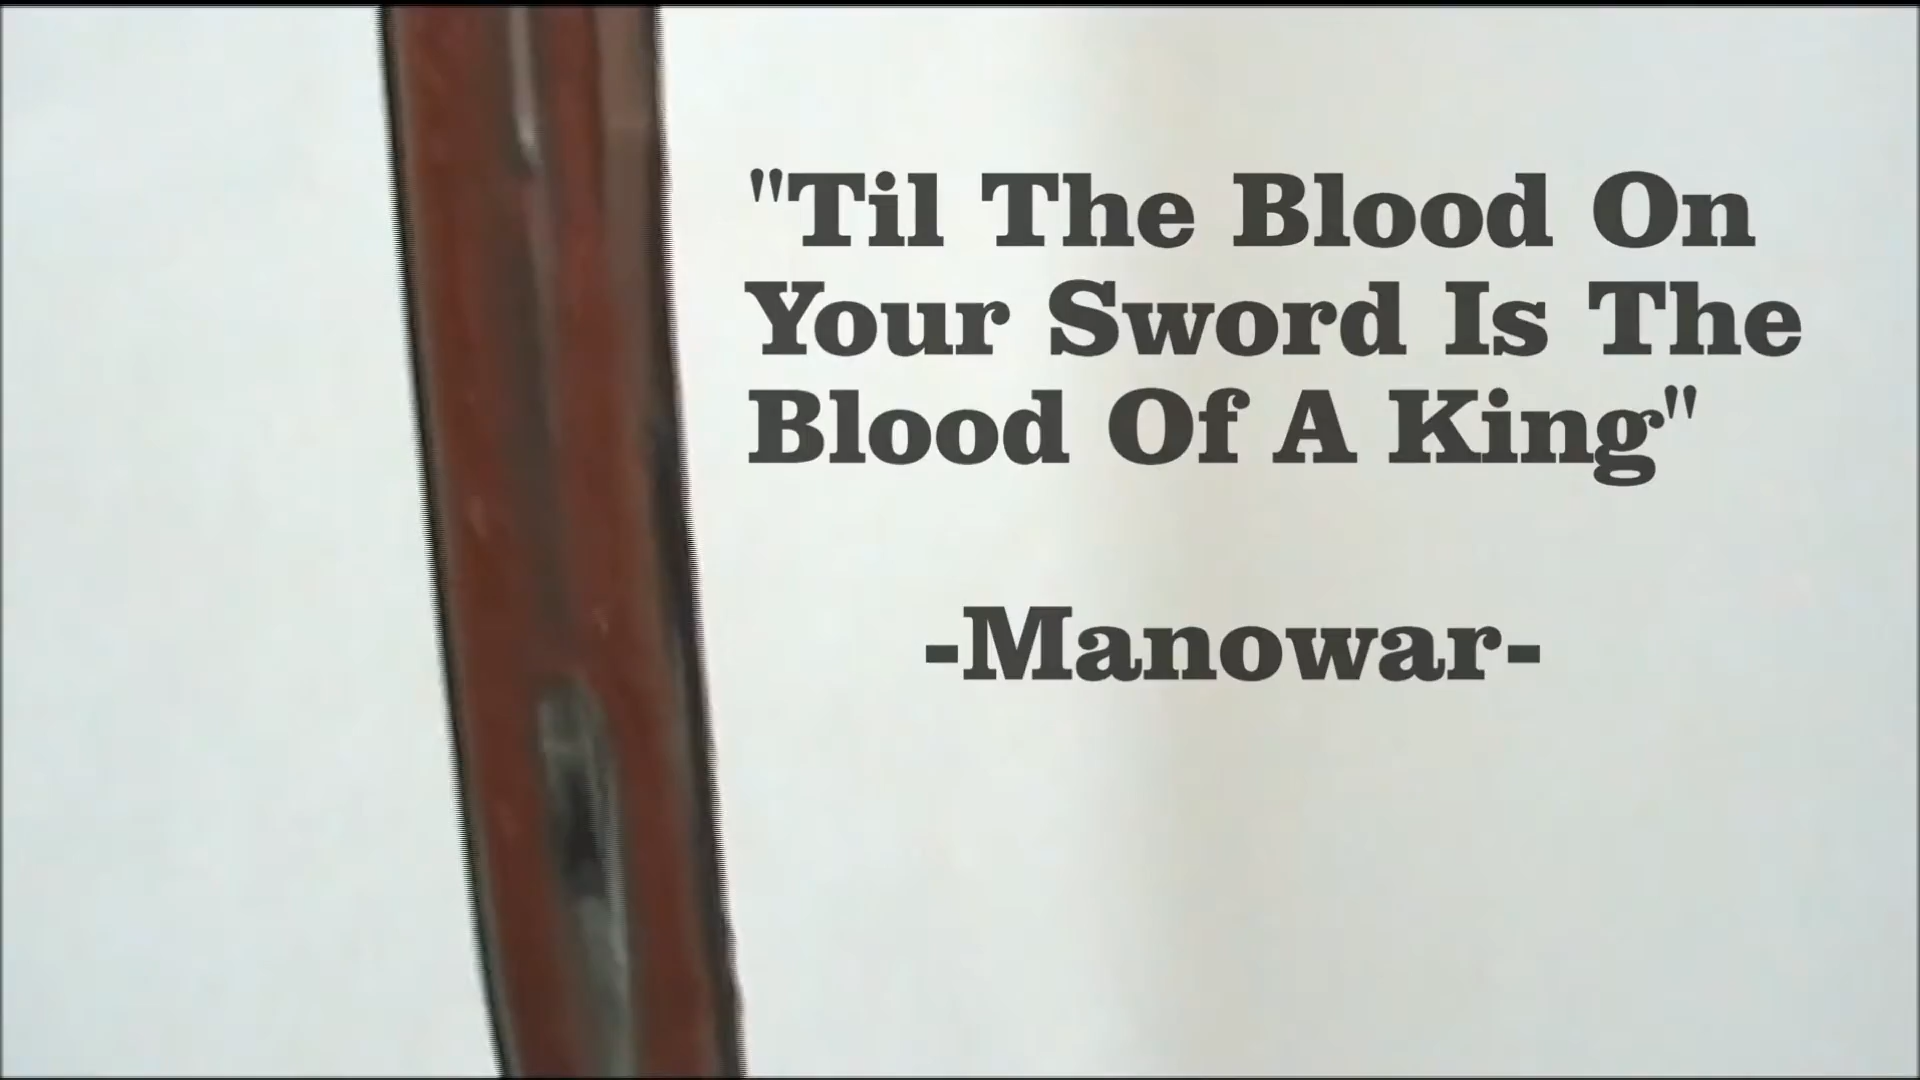 "Til The Blood On
Your Sword Is The
Blood Of A King"
-Manowar-